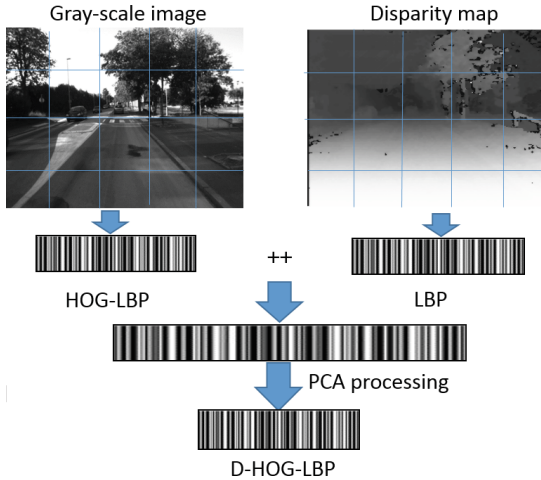 Gray-scale image
Disparity map
++
HOG-LBP
LBP
PCA processing
D-HOG-LBP